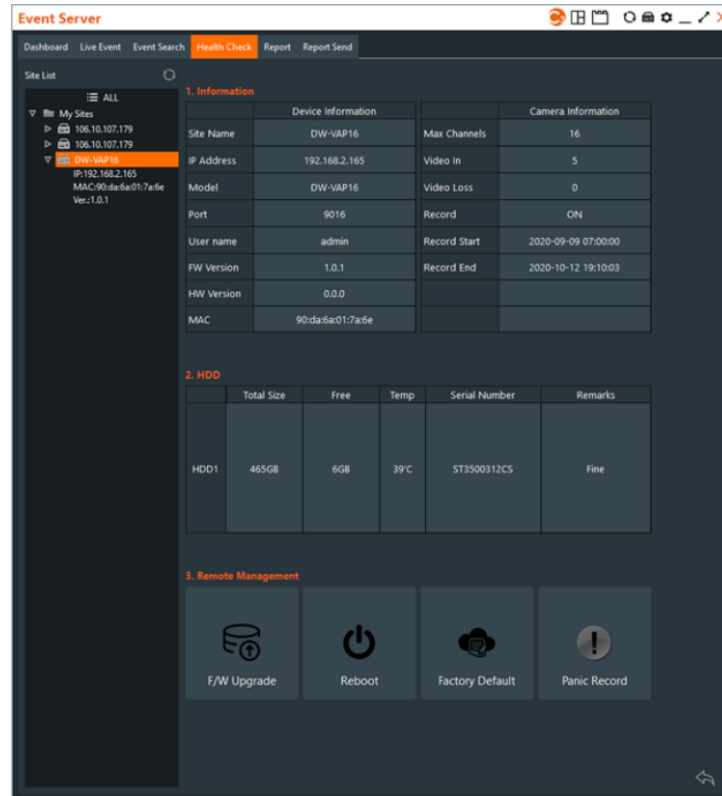 Event Server
Dashboard Live Event Event Search Health Check Report Report Send
Site List
ALL
My Sites
106.10.107.179
106.10.107.179
DW-VAP16
IP:192.168.2.165
MAC:90:da:6a:01:7a:6e
Ver.:1.0.1
1. Information
Device Information Camera Information
Site Name DW-VAP16 Max Channels 16
IP Address 192.168.2.165 Video In 5
Model DW-VAP16 Video Loss 0
Port 9016 Record ON
User name admin Record Start 2020-09-09 07:00:00
FW Version 1.0.1 Record End 2020-10-12 19:10:03
HW Version 0.0.0
MAC 90:da:6a:01:7a:6e
2. HDD
Total Size Free Temp Serial Number Remarks
HDD1 465GB 6GB 39'C ST3500312CS Fine
3. Remote Management
F/W Upgrade Reboot Factory Default Panic Record